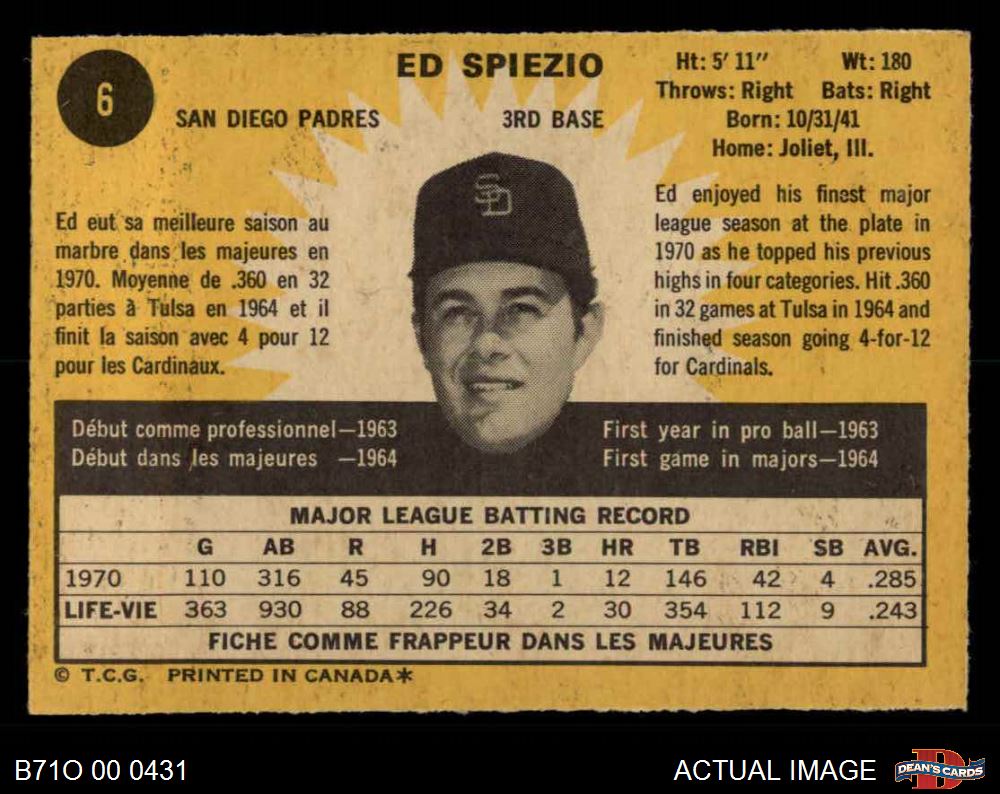 6
ED SPIEZIO
SAN DIEGO PADRES 3RD BASE
Ht: 5' 11" Wt: 180
Throws: Right Bats: Right
Born: 10/31/41
Home: Joliet, Ill.
SD
Ed eut sa meilleure saison au
marbre dans les majeures en
1970. Moyenne de .360 en 32
parties à Tulsa en 1964 et il
finit la saison avec 4 pour 12
pour les Cardinaux.
Ed enjoyed his finest major
league season at the plate in
1970 as he topped his previous
highs in four categories. Hit .360
in 32 games at Tulsa in 1964 and
finished season going 4-for-12
for Cardinals.
Début comme professionnel—1963
Début dans les majeures —1964
First year in pro ball—1963
First game in majors—1964
MAJOR LEAGUE BATTING RECORD
G AB R H 2B 3B HR TB RBI SB AVG.
1970 110 316 45 90 18 1 12 146 42 4 .285
LIFE-VIE 363 930 88 226 34 2 30 354 112 9 .243
FICHE COMME FRAPPEUR DANS LES MAJEURES
© T.C.G. PRINTED IN CANADA*
B71O 00 0431
ACTUAL IMAGE
DEAN'S CARDS